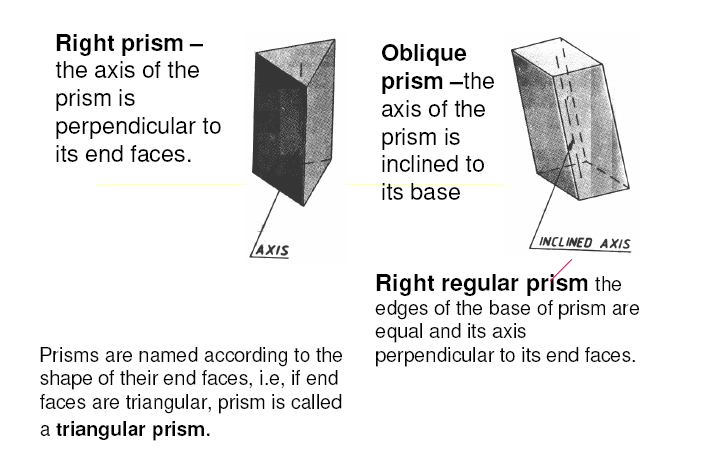 Right prism –
the axis of the
prism is
perpendicular to
its end faces.
AXIS
Oblique
prism –the
axis of the
prism is
inclined to
its base
INCLINED AXIS
Right regular prism the
edges of the base of prism are
equal and its axis
perpendicular to its end faces.
Prisms are named according to the
shape of their end faces, i.e, if end
faces are triangular, prism is called
a triangular prism.